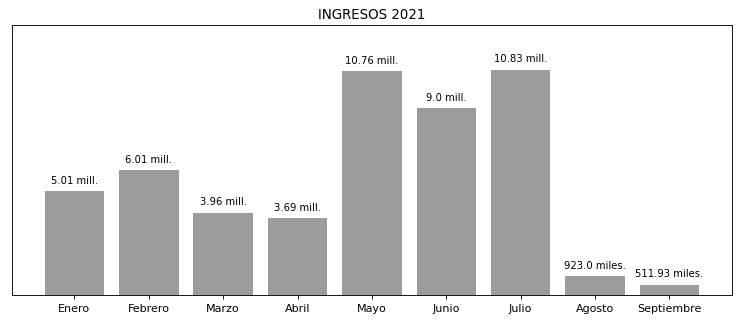 INGRESOS 2021
5.01 mill.
6.01 mill.
3.96 mill.
3.69 mill.
10.76 mill.
9.0 mill.
10.83 mill.
923.0 miles.
511.93 miles.
Enero
Febrero
Marzo
Abril
Mayo
Junio
Julio
Agosto
Septiembre